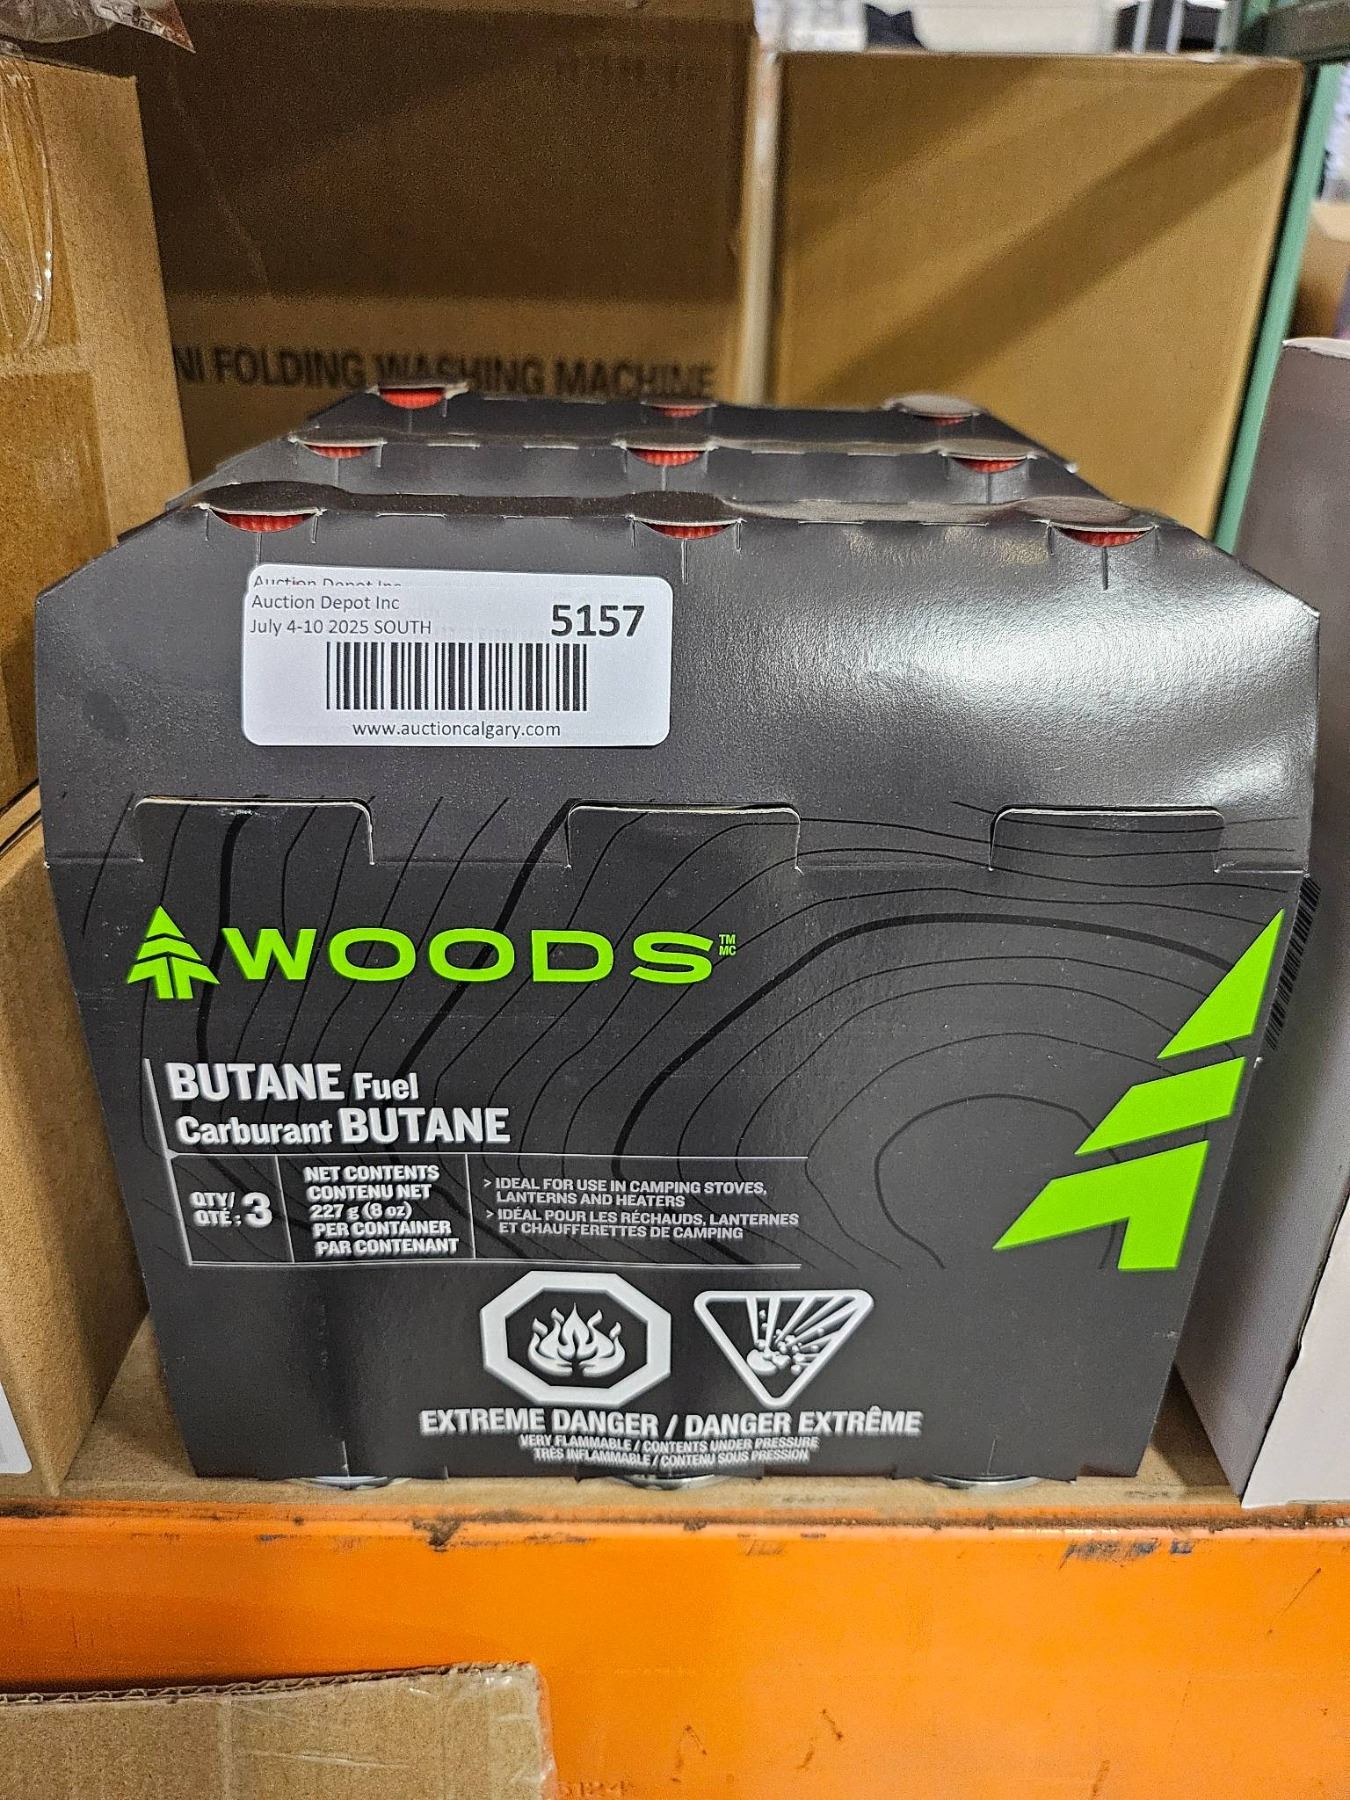 NI FOLDING WASHING MACHINE
Auction Depot Inc
Auction Depot Inc
July 4-10 2025 SOUTH
5157
www.auctioncalgary.com
WOODS™
MC
BUTANE Fuel
Carburant BUTANE
QTY/
QTÉ : 3
NET CONTENTS
CONTENU NET
227 g (8 oz)
PER CONTAINER
PAR CONTENANT
> IDEAL FOR USE IN CAMPING STOVES,
LANTERNS AND HEATERS
> IDÉAL POUR LES RÉCHAUDS, LANTERNES
ET CHAUFFERETTES DE CAMPING
EXTREME DANGER / DANGER EXTRÊME
VERY FLAMMABLE / CONTENTS UNDER PRESSURE
TRÈS INFLAMMABLE / CONTENU SOUS PRESSION